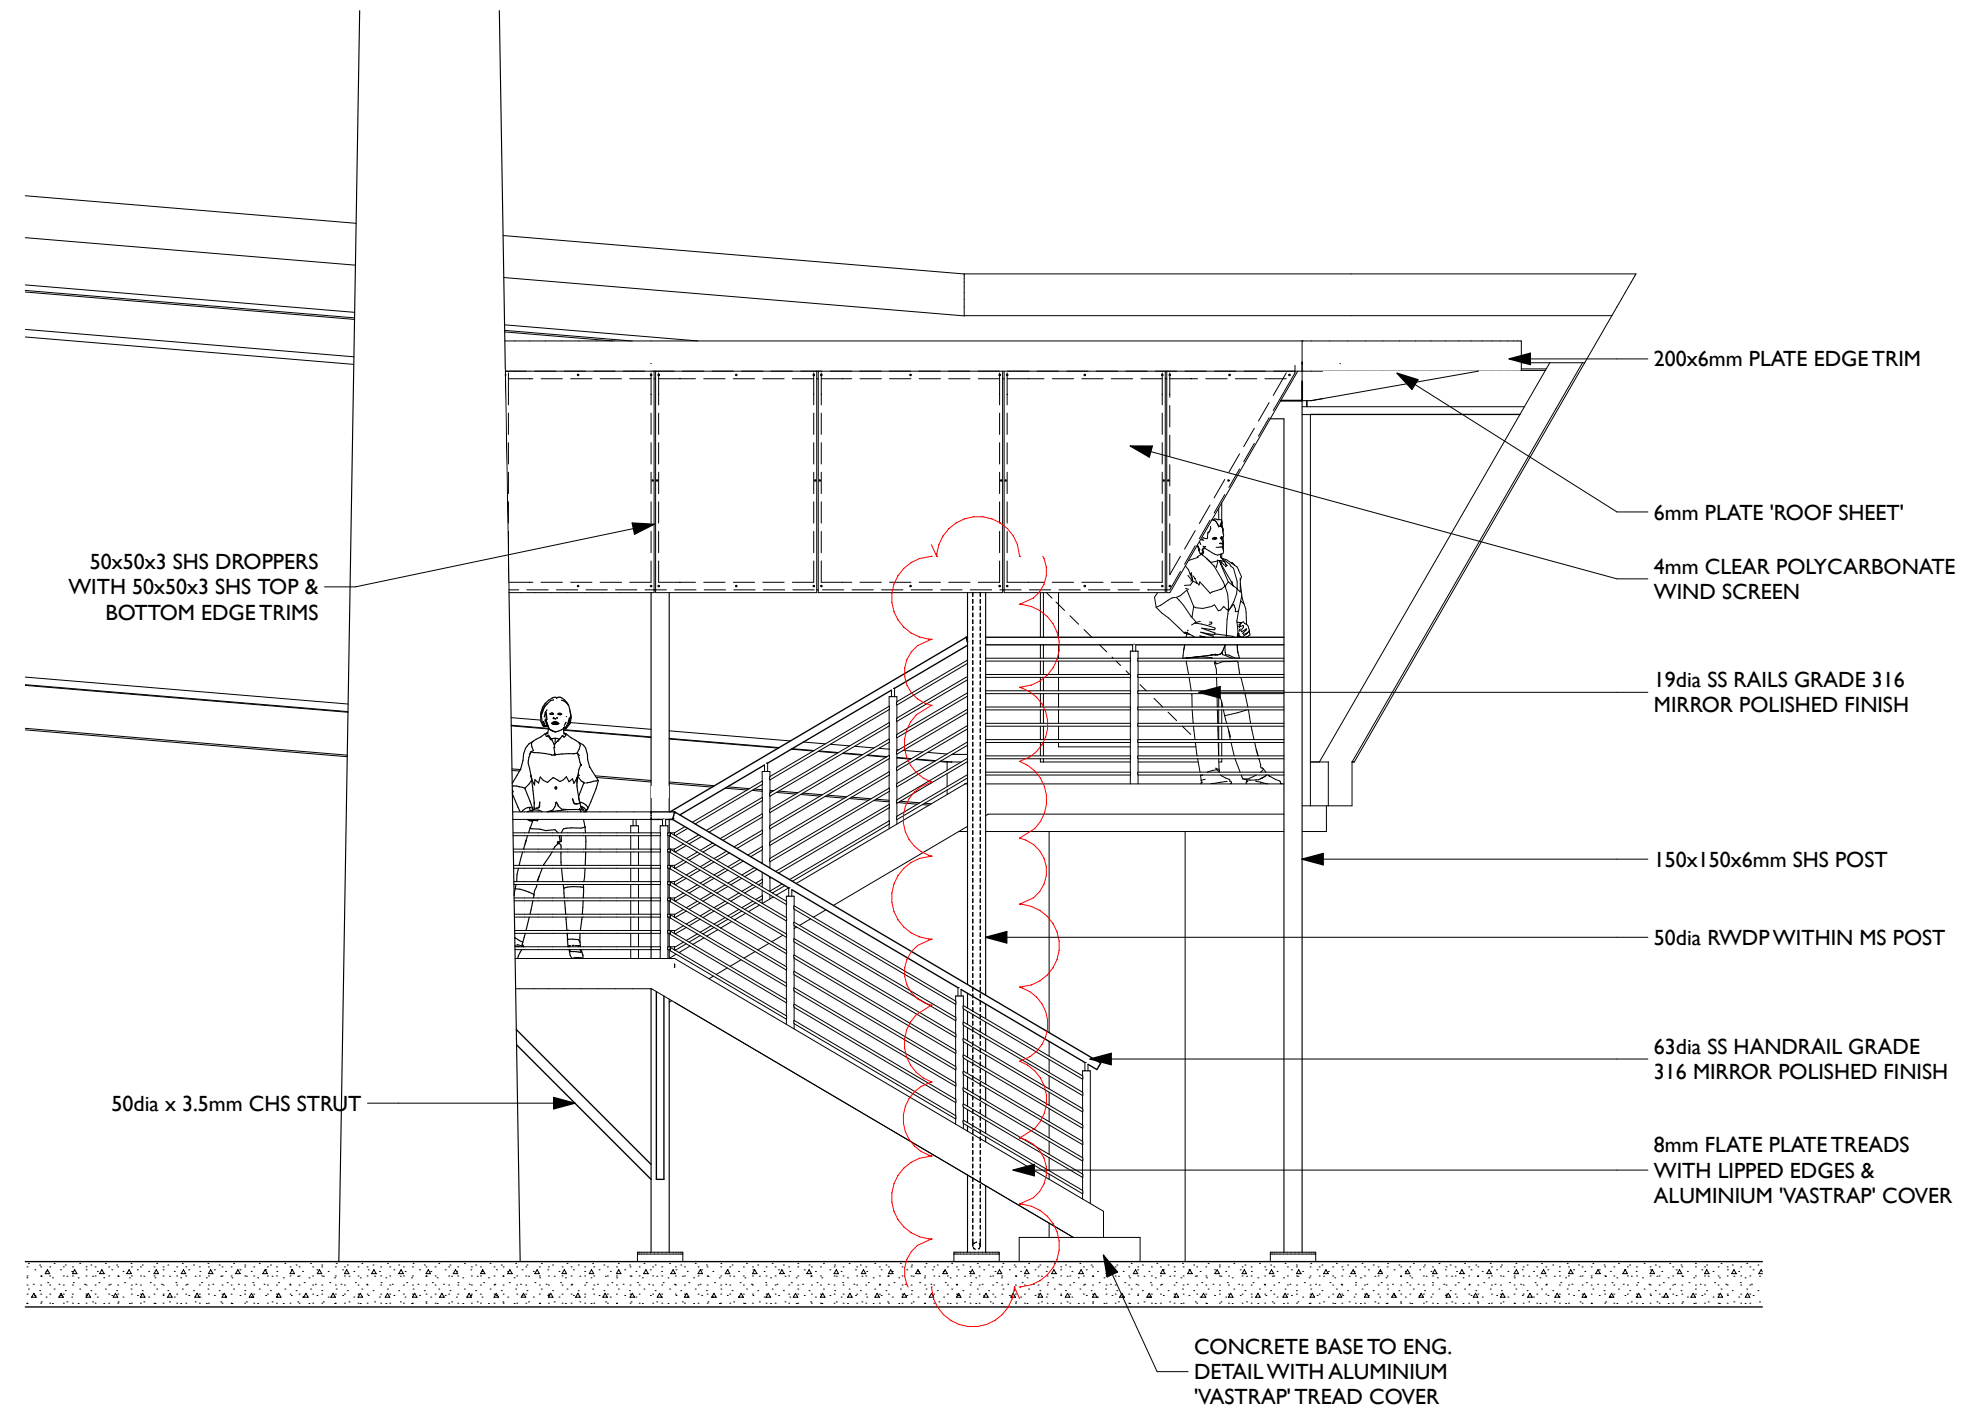 200x6mm PLATE EDGE TRIM
6mm PLATE 'ROOF SHEET'
4mm CLEAR POLYCARBONATE
WIND SCREEN
50x50x3 SHS DROPPERS
WITH 50x50x3 SHS TOP &
BOTTOM EDGE TRIMS
19dia SS RAILS GRADE 316
MIRROR POLISHED FINISH
150x150x6mm SHS POST
50dia RWDP WITHIN MS POST
63dia SS HANDRAIL GRADE
316 MIRROR POLISHED FINISH
50dia x 3.5mm CHS STRUT
8mm FLATE PLATE TREADS
WITH LIPPED EDGES &
ALUMINIUM 'VASTRAP' COVER
CONCRETE BASE TO ENG.
DETAIL WITH ALUMINIUM
'VASTRAP' TREAD COVER